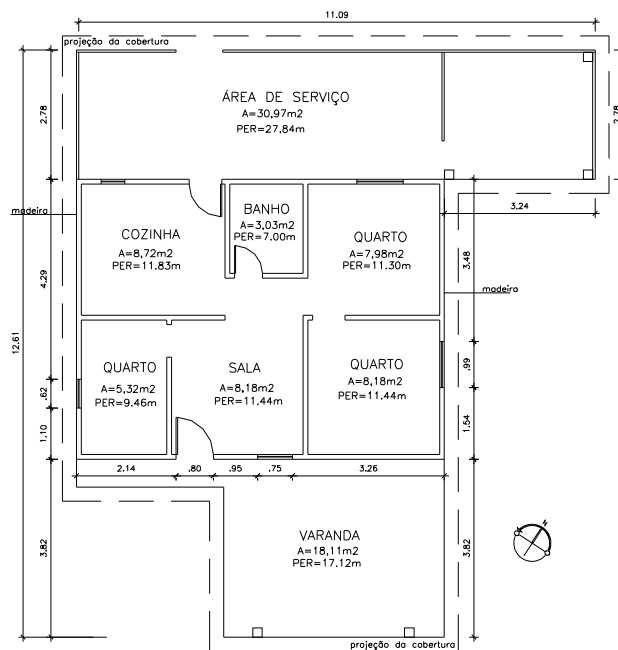 11.09
projeção da cobertura
ÁREA DE SERVIÇO
A=30,97m2
PER=27.84m
2.78
2.78
madeira
3.24
COZINHA
A=8,72m2
PER=11.83m
BANHO
A=3,03m2
PER=7.00m
QUARTO
A=7,98m2
PER=11.30m
3.48
4.29
madeira
12.61
QUARTO
A=5,32m2
PER=9.46m
SALA
A=8,18m2
PER=11.44m
QUARTO
A=8,18m2
PER=11.44m
.99
.62
1.10
1.54
2.14
.80
.95
.75
3.26
VARANDA
A=18,11m2
PER=17.12m
3.82
3.82
N
projeção da cobertura